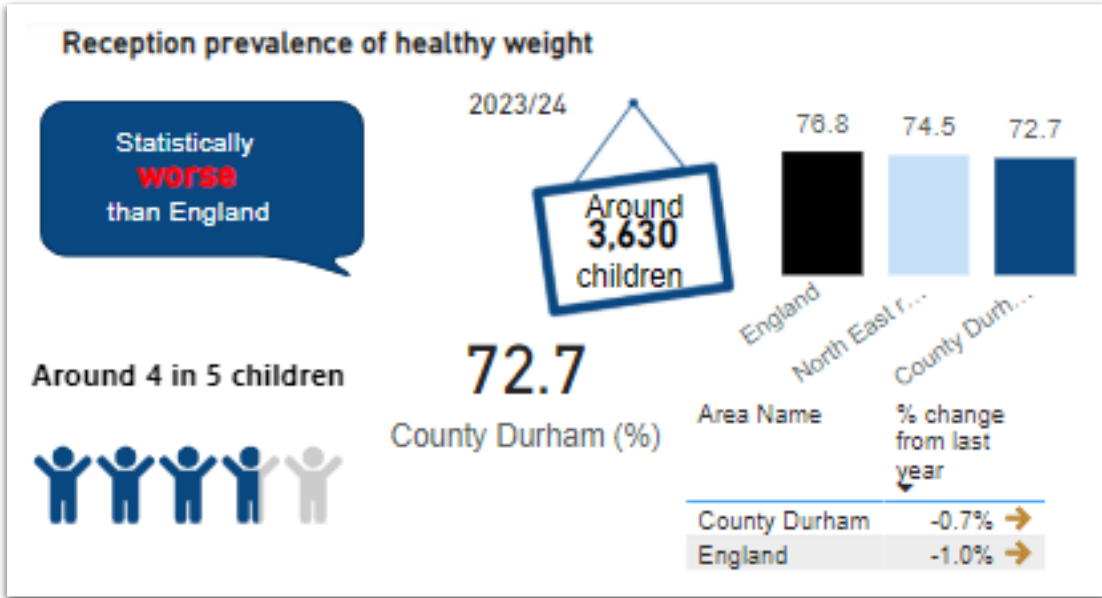 Reception prevalence of healthy weight
Statistically
worse
than England
2023/24
Around
3,630
children
76.8
74.5
72.7
England
North East r...
County Durh...
Around 4 in 5 children
72.7
County Durham (%)
Area Name
% change
from last
year
County Durham -0.7%
England -1.0%